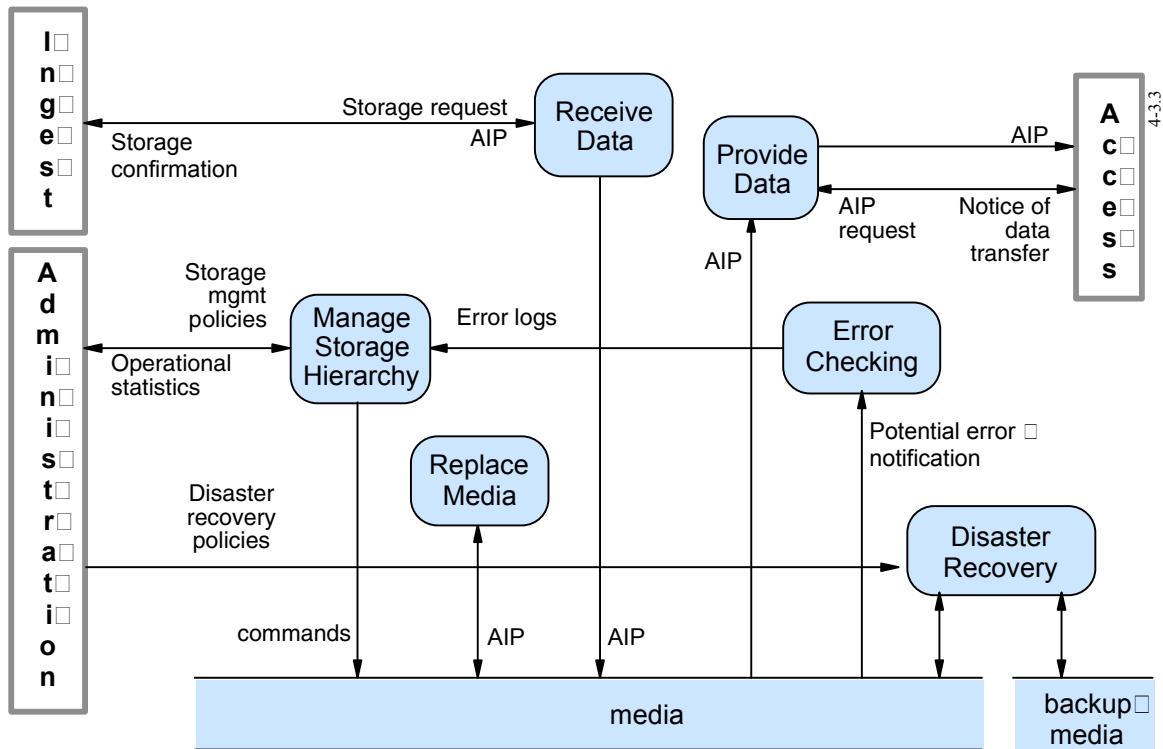 Ingest
Storage request
AIP
Storage
confirmation
Receive
Data
Provide
Data
AIP
AIP
request
Notice of
data
transfer
Access
4-3.3
Administration
Storage
mgmt
policies
Operational
statistics
Manage
Storage
Hierarchy
Error logs
AIP
Error
Checking
Potential error □
notification
Replace
Media
Disaster
recovery
policies
Disaster
Recovery
commands
AIP
AIP
media
backup□
media